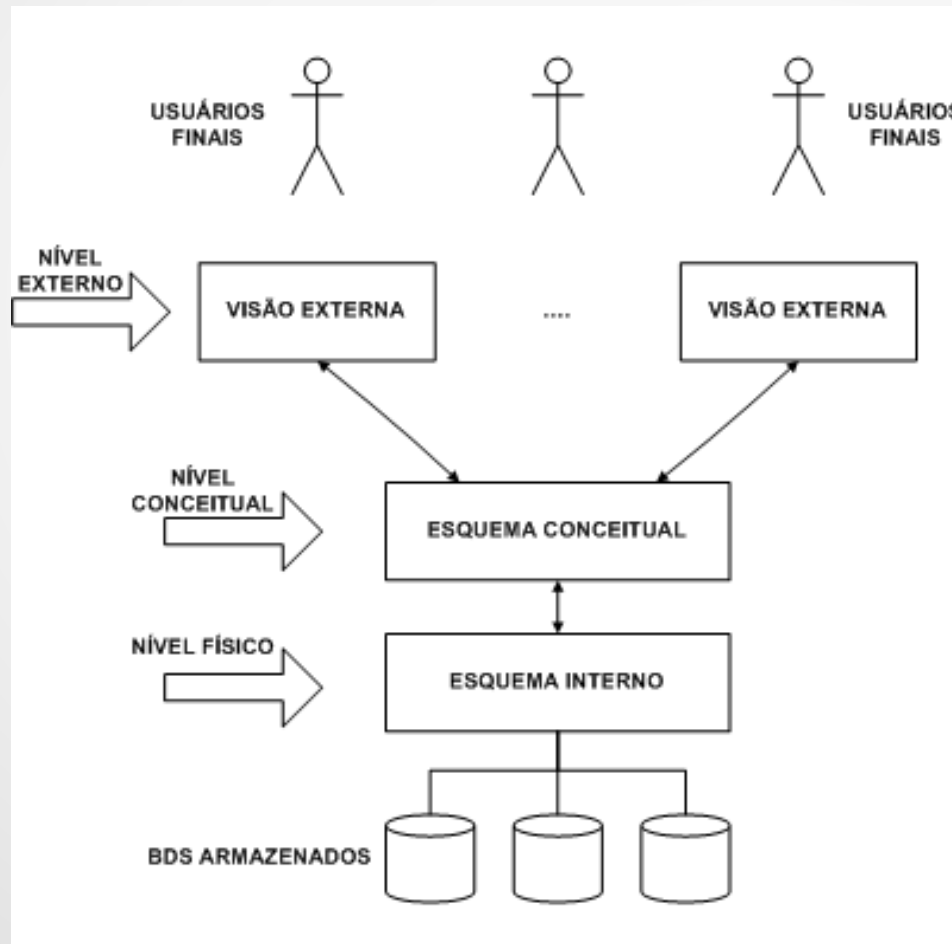 USUÁRIOS
FINAIS
USUÁRIOS
FINAIS
NÍVEL
EXTERNO
VISÃO EXTERNA
....
VISÃO EXTERNA
NÍVEL
CONCEITUAL
ESQUEMA CONCEITUAL
NÍVEL FÍSICO
ESQUEMA INTERNO
BDS ARMAZENADOS